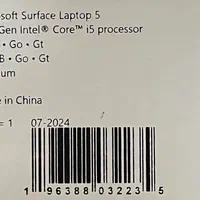 soft Surface Laptop 5
Gen Intel® Core™ i5 processor
• Go • Gt
B • Go • Gt
um
e in China
= 1 07-2024
1 96388 03223 5